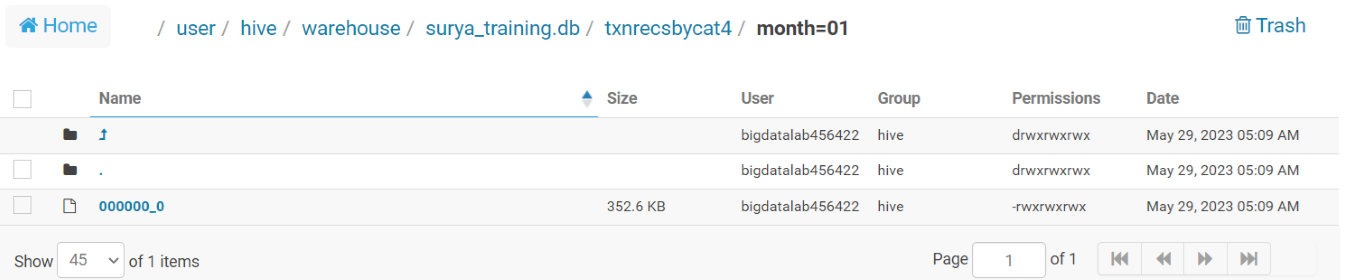 Home / user / hive / warehouse / surya_training.db / txnrecsbycat4 / month=01 Trash
Name Size User Group Permissions Date
bigdatalab456422 hive drwxrwxrwx May 29, 2023 05:09 AM
. bigdatalab456422 hive drwxrwxrwx May 29, 2023 05:09 AM
000000_0 352.6 KB bigdatalab456422 hive -rwxrwxrwx May 29, 2023 05:09 AM
Show 45 of 1 items Page 1 of 1